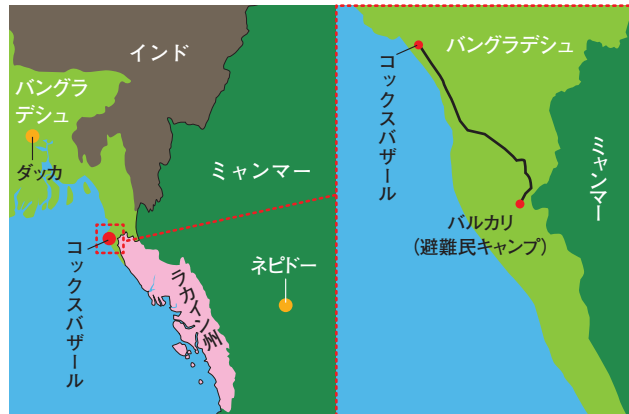 インド
バングラ
デシュ
ダッカ
ミャンマー
コックスバザール
ラカイン州
ネピドー
バングラデシュ
コックスバザール
ミャンマー
バルカリ
(避難民キャンプ)